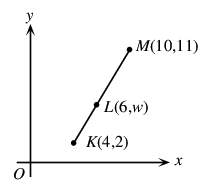 y
M(10,11)
L(6,w)
K(4,2)
x
O